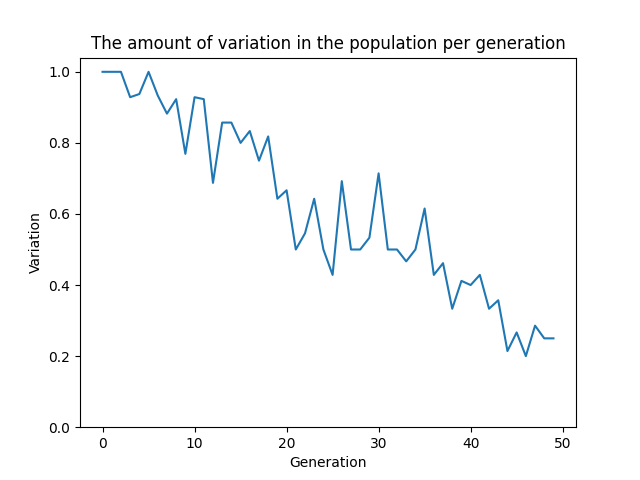 The amount of variation in the population per generation
1.0
0.8
0.6
0.4
0.2
0.0
Variation
0 10 20 30 40 50
Generation